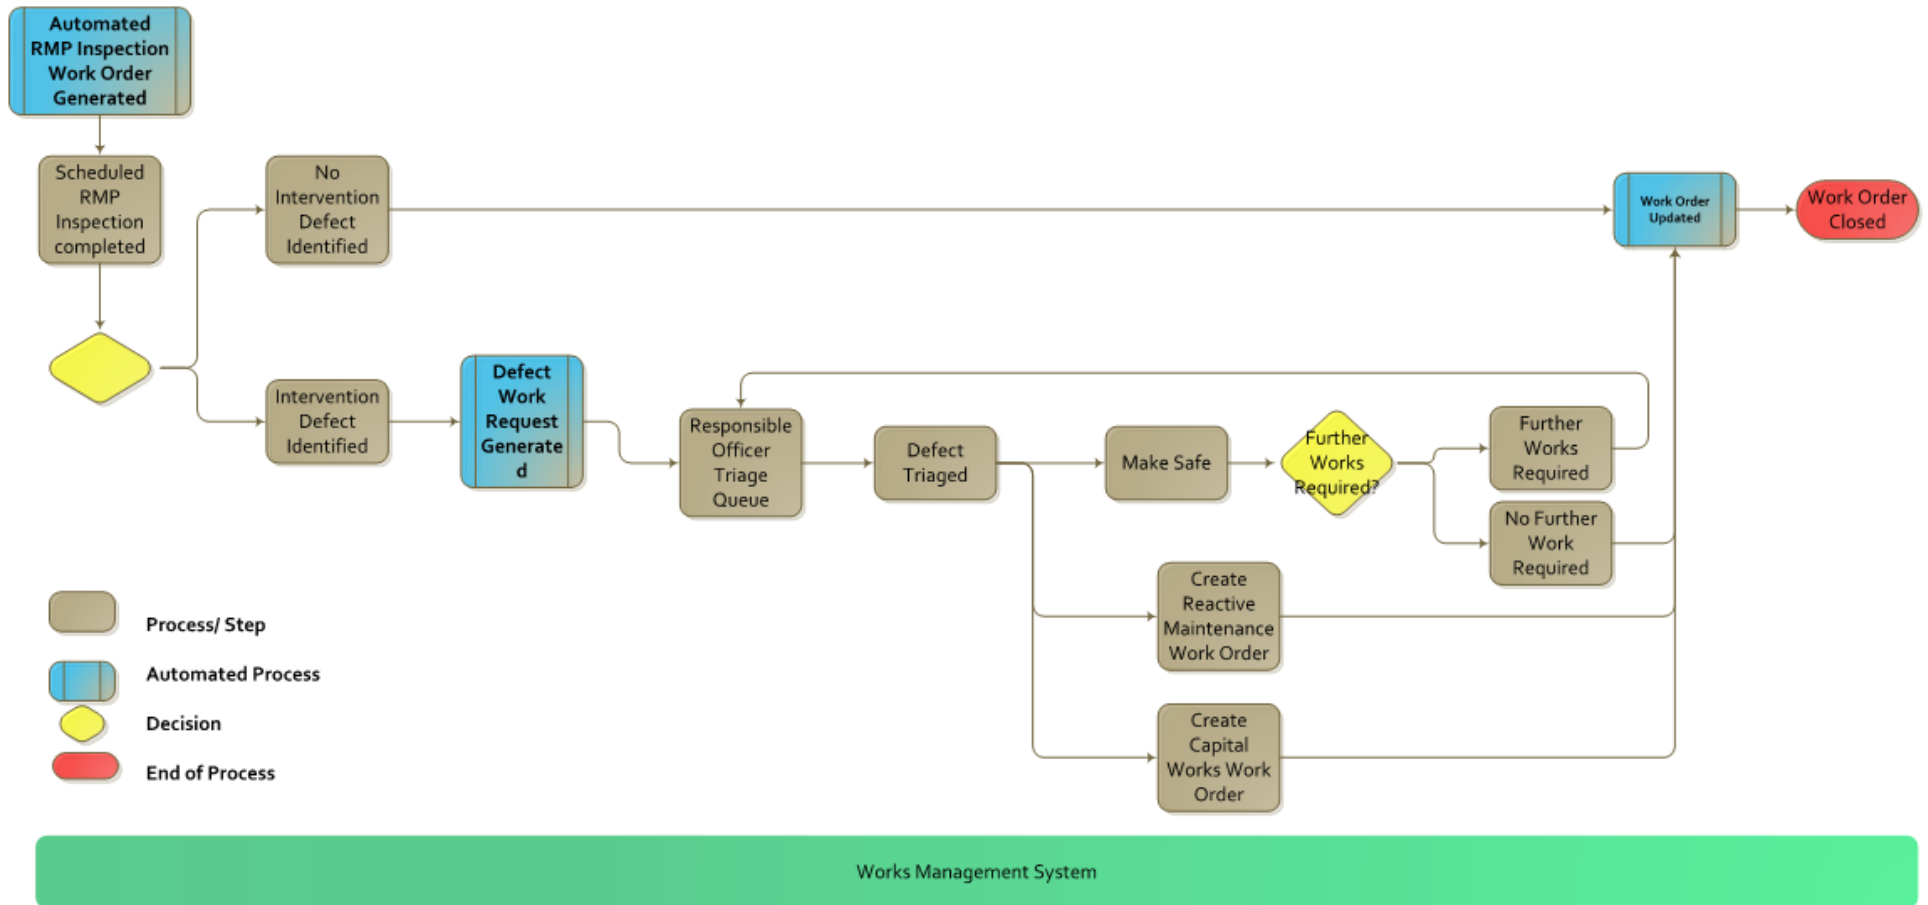 Automated
RMP Inspection
Work Order
Generated
Scheduled
RMP
Inspection
completed
No
Intervention
Defect
Identified
Work Order
Updated
Work Order
Closed
Intervention
Defect
Identified
Defect
Work
Request
Generate
d
Responsible
Officer
Triage
Queue
Defect
Triaged
Make Safe
Further
Works
Required?
Further
Works
Required
No Further
Work
Required
Create
Reactive
Maintenance
Work Order
Create
Capital
Works Work
Order
Process/ Step
Automated Process
Decision
End of Process
Works Management System